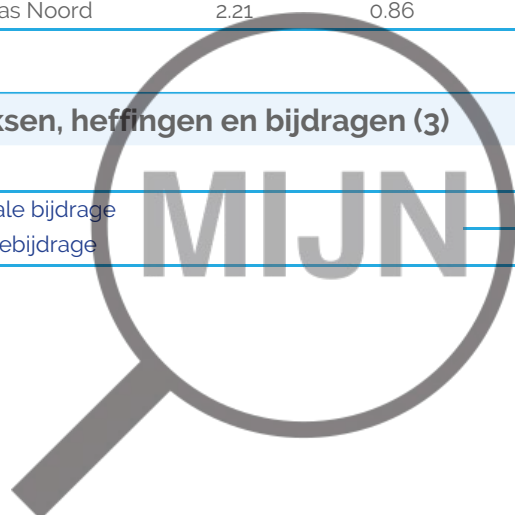 as Noord 2.21 0.86
ksen, heffingen en bijdragen (3)
MIJN
ale bijdrage
ebijdrage